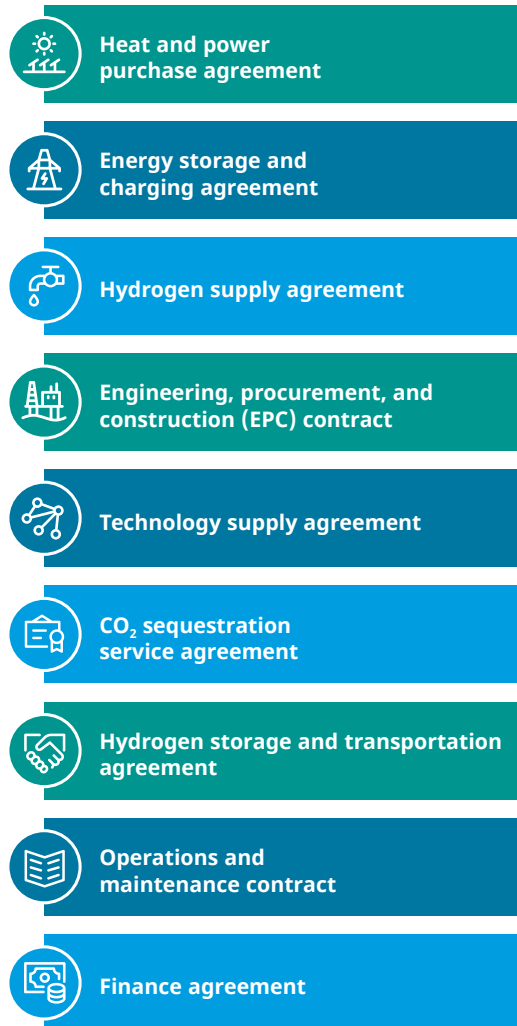 Heat and power
purchase agreement
Energy storage and
charging agreement
Hydrogen supply agreement
Engineering, procurement, and
construction (EPC) contract
Technology supply agreement
CO₂ sequestration
service agreement
Hydrogen storage and transportation
agreement
Operations and
maintenance contract
Finance agreement